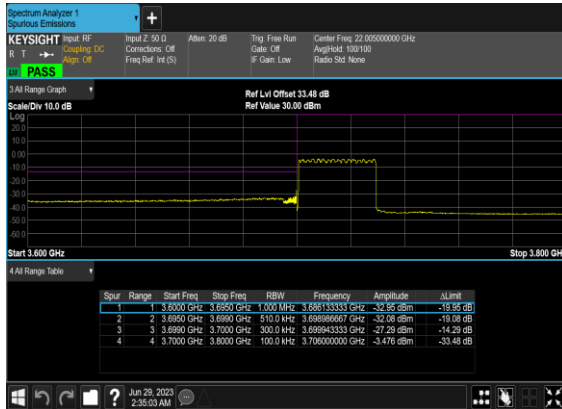 Spectrum Analyzer 1
Spurious Emissions
KEYSIGHT Input: RF Input Z: 50 Ω Atten: 20 dB Trig: Free Run Center Freq: 22.005000000 GHz
R T Coupling: DC Corrections: Off Gate: Off Avg|Hold: 100/100
Align: Off Freq Ref: Int (S) IF Gain: Low Radio Std: None
PASS
3 All Range Graph Ref Lvl Offset 33.48 dB
Scale/Div 10.0 dB Ref Value 30.00 dBm
Log
20.0
10.0
0.00
-10.0
-20.0
-30.0
-40.0
-50.0
-60.0
Start 3.600 GHz Stop 3.800 GH
4 All Range Table
Spur Range Start Freq Stop Freq RBW Frequency Amplitude ΔLimit
1 1 3.6000 GHz 3.6950 GHz 1.000 MHz 3.686133333 GHz -32.95 dBm -19.95 dB
2 2 3.6950 GHz 3.6990 GHz 510.0 kHz 3.698986667 GHz -32.08 dBm -19.08 dB
3 3 3.6990 GHz 3.7000 GHz 300.0 kHz 3.699943333 GHz -27.29 dBm -14.29 dB
4 4 3.7000 GHz 3.8000 GHz 100.0 kHz 3.706000000 GHz -3.476 dBm -33.48 dB
? Jun 29, 2023
2:35:03 AM